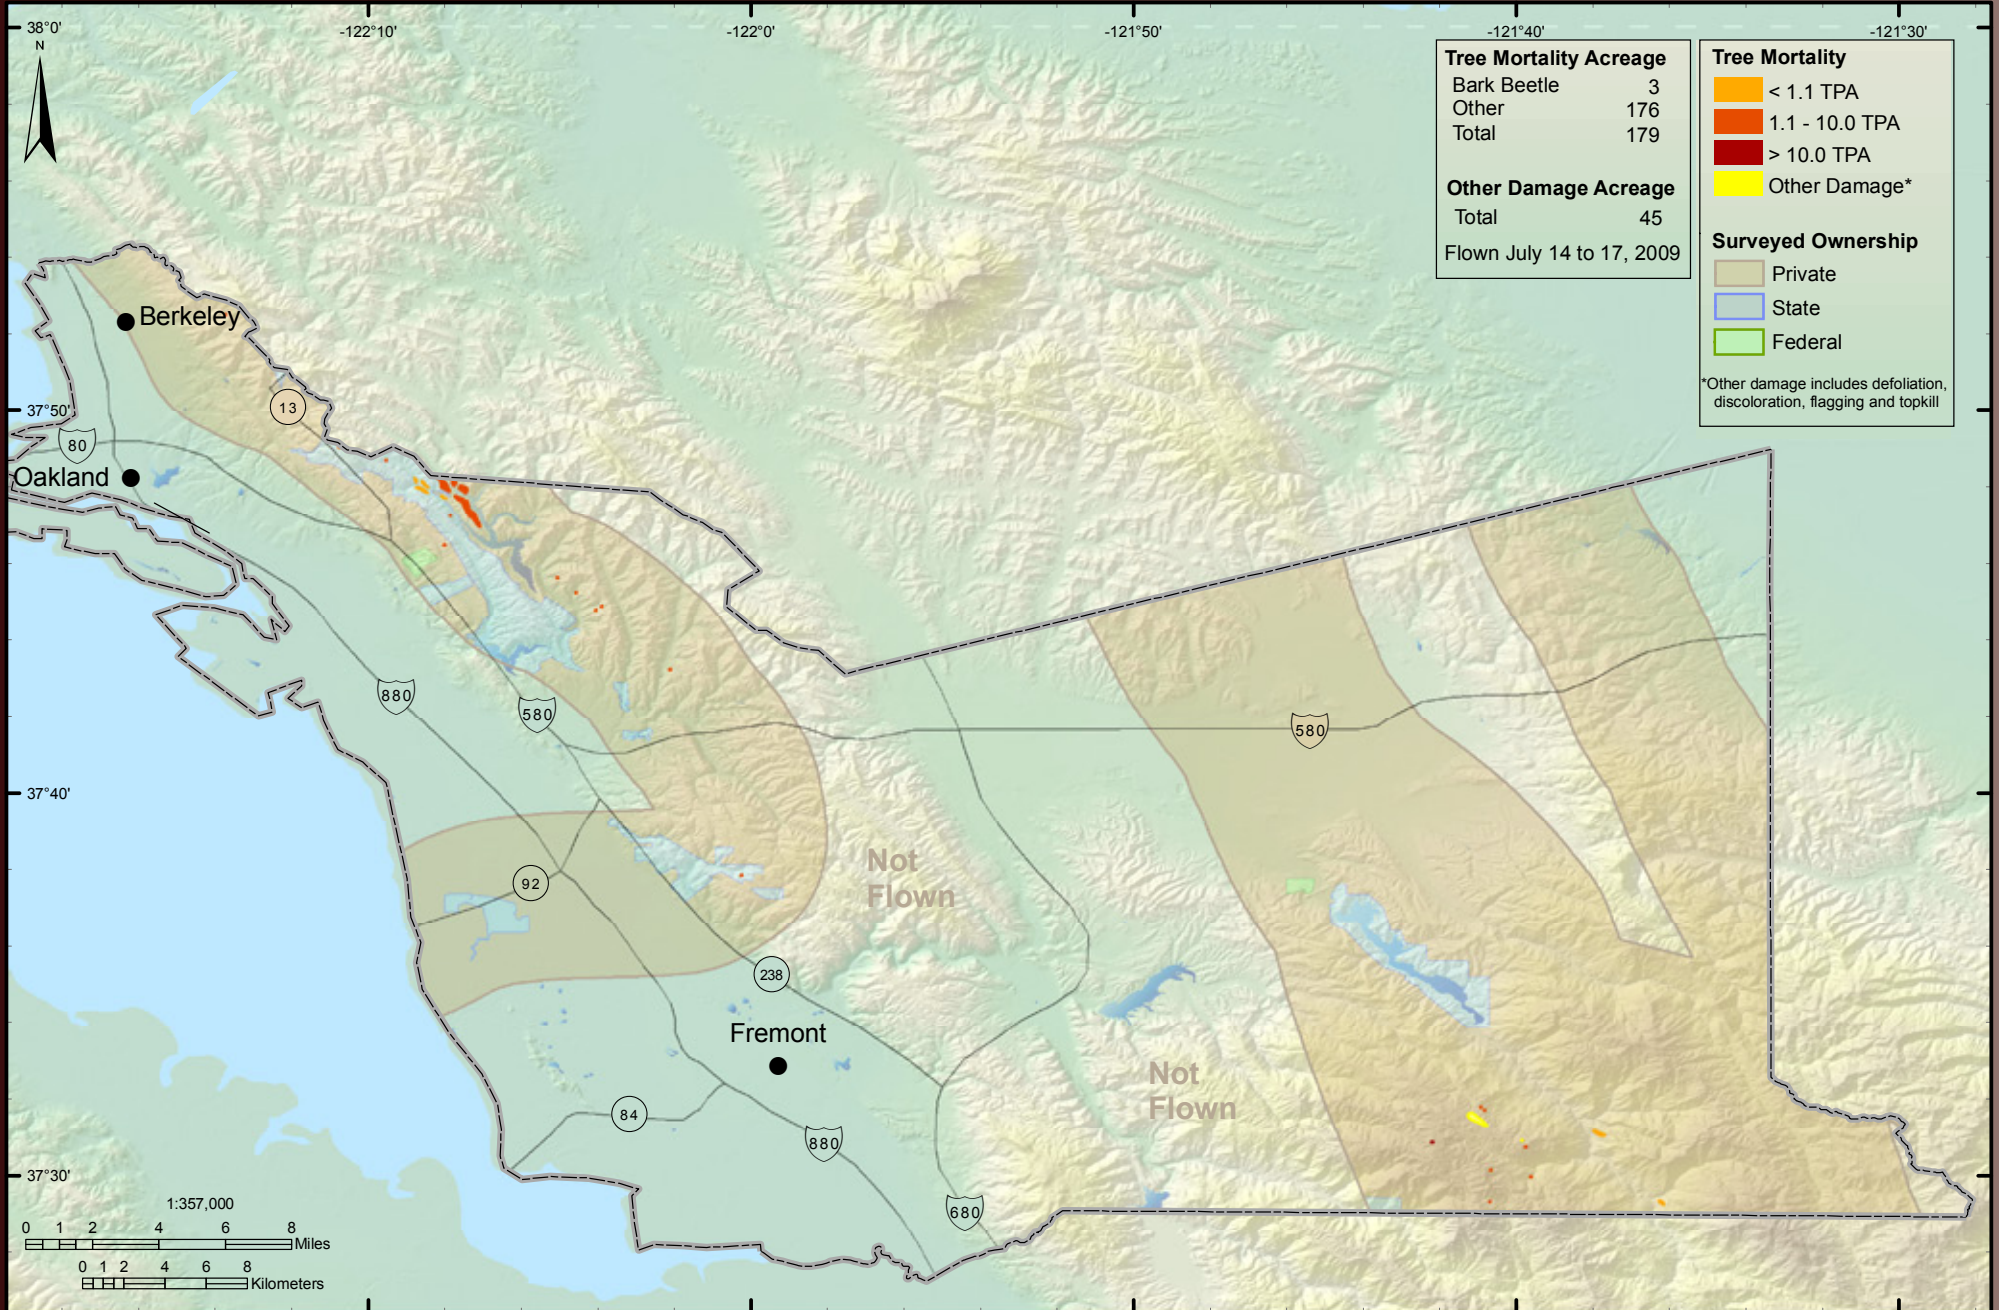 38°0'
-122°10'
-122°0'
-121°50'
-121°40'
-121°30'
N
Tree Mortality Acreage
Bark Beetle 3
Other 176
Total 179
Other Damage Acreage
Total 45
Flown July 14 to 17, 2009
Tree Mortality
< 1.1 TPA
1.1 - 10.0 TPA
> 10.0 TPA
Other Damage*
Surveyed Ownership
Private
State
Federal
*Other damage includes defoliation,
discoloration, flagging and topkill
Berkeley
37°50'
13
80
Oakland
880
580
580
37°40'
92
Not
Flown
238
Fremont
Not
Flown
84
880
37°30'
680
1:357,000
0 1 2 4 6 8
Miles
0 1 2 4 6 8
Kilometers